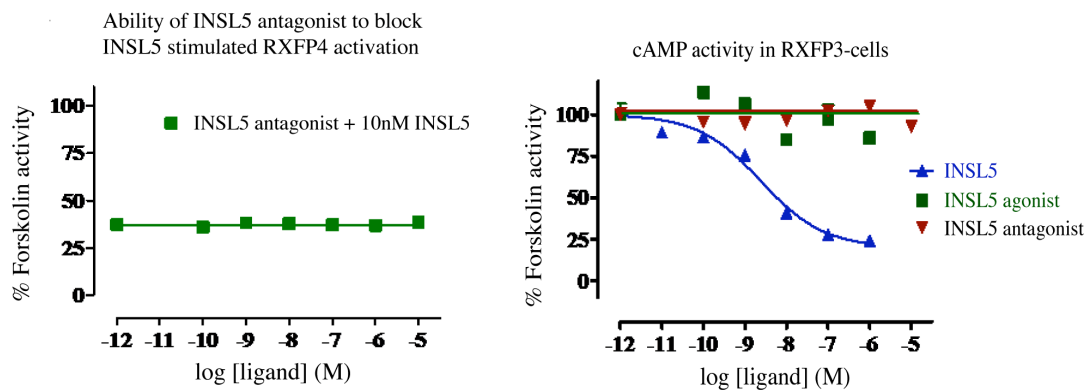 Ability of INSL5 antagonist to block
INSL5 stimulated RXFP4 activation
% Forskolin activity
100
75
50
25
0
INSL5 antagonist + 10nM INSL5
-12 -11 -10 -9 -8 -7 -6 -5
log [ligand] (M)
cAMP activity in RXFP3-cells
% Forskolin activity
100
75
50
25
0
INSL5
INSL5 agonist
INSL5 antagonist
-12 -11 -10 -9 -8 -7 -6 -5
log [ligand] (M)